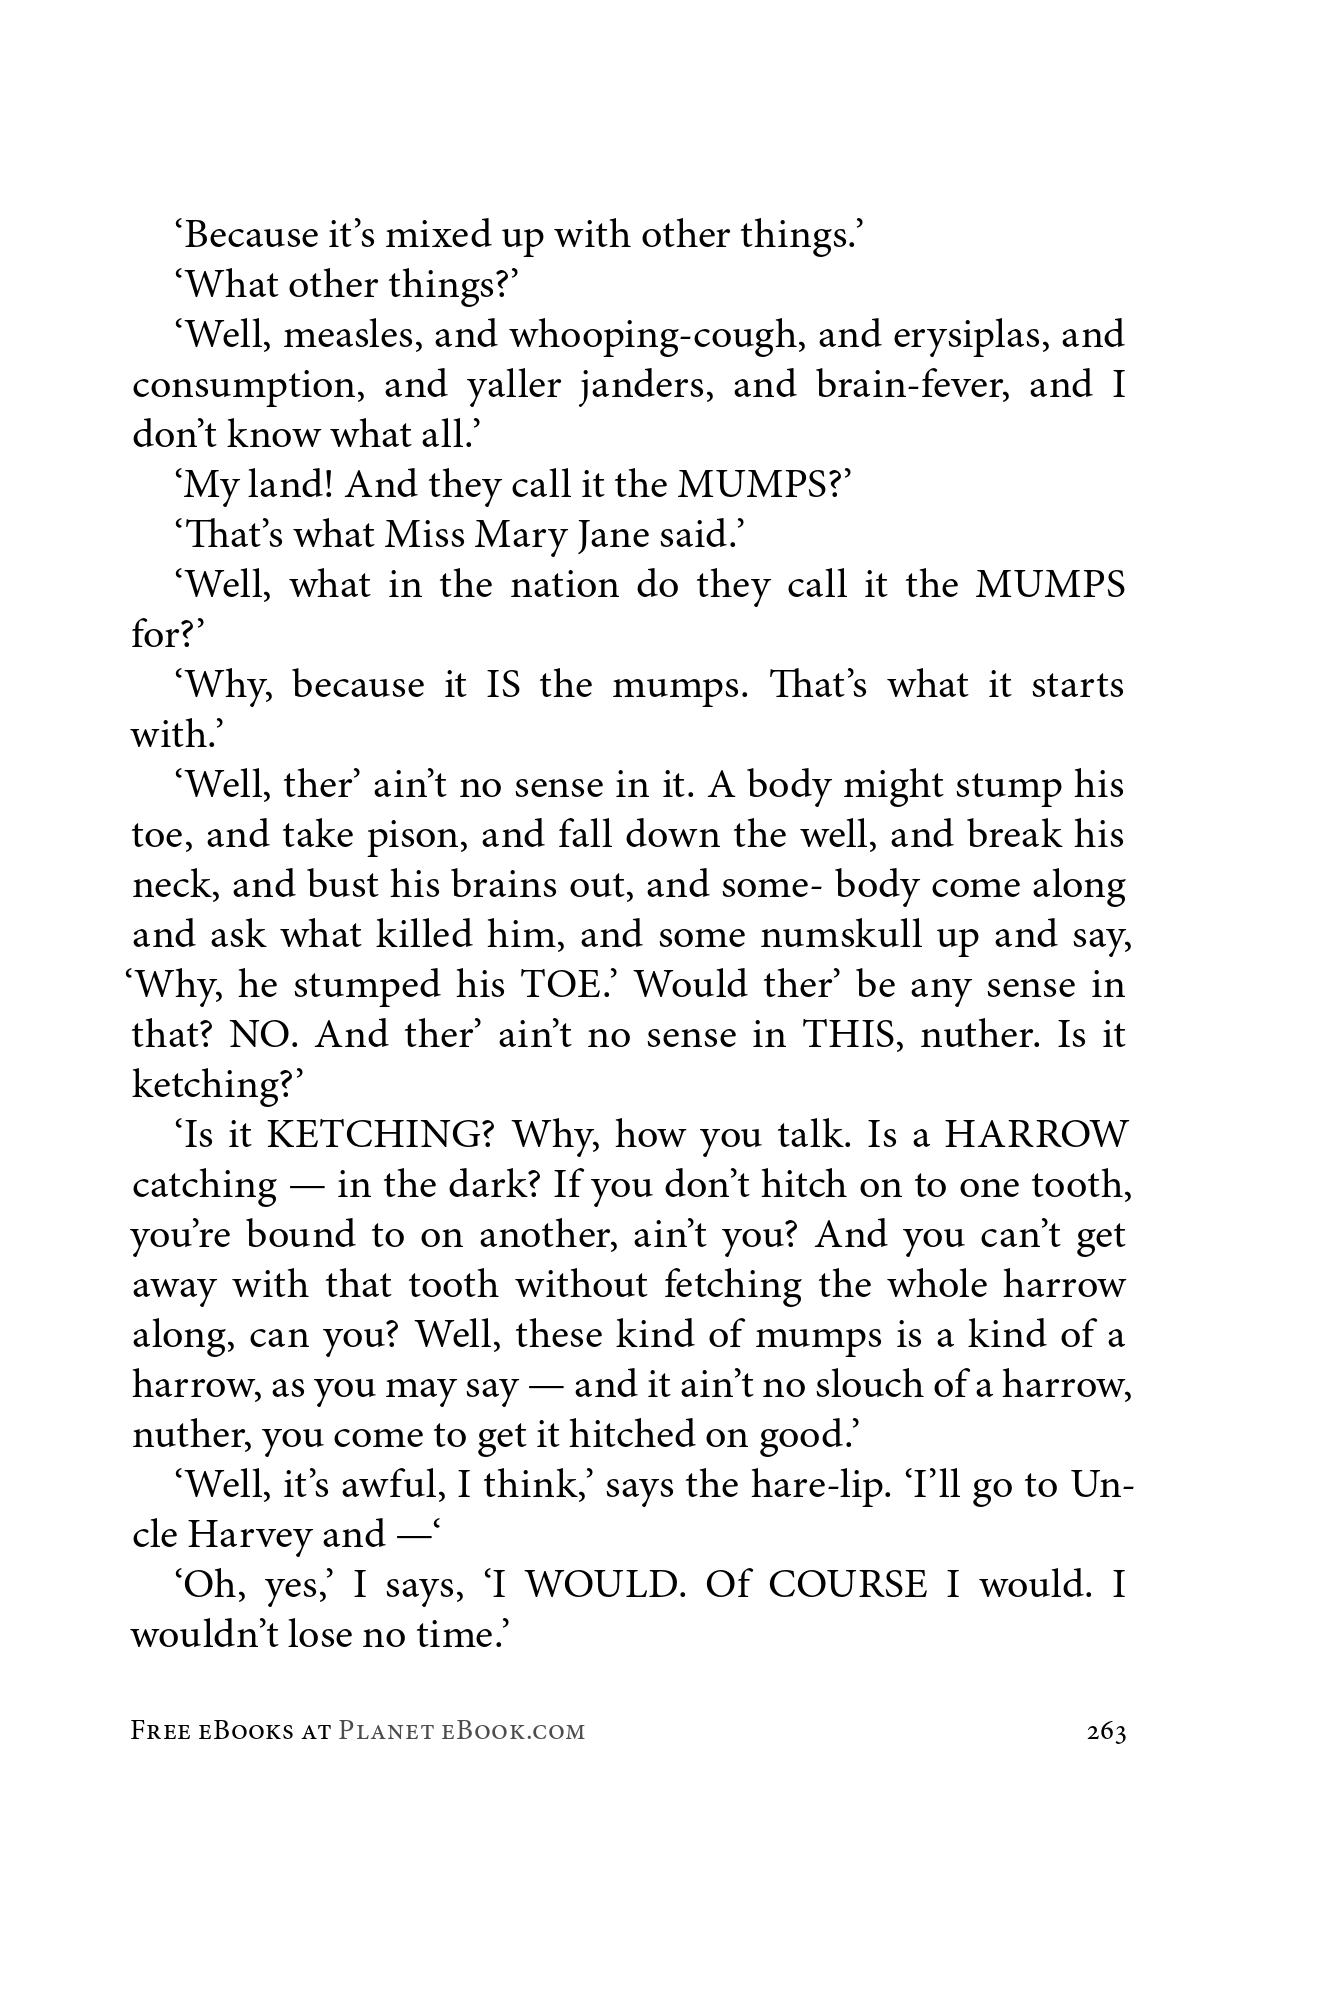 ‘Because it’s mixed up with other things.’
‘What other things?’
‘Well, measles, and whooping-cough, and erysiplas, and
consumption, and yaller janders, and brain-fever, and I
don’t know what all.’
‘My land! And they call it the MUMPS?’
‘That’s what Miss Mary Jane said.’
‘Well, what in the nation do they call it the MUMPS
for?’
‘Why, because it IS the mumps. That’s what it starts
with.’
‘Well, ther’ ain’t no sense in it. A body might stump his
toe, and take pison, and fall down the well, and break his
neck, and bust his brains out, and some- body come along
and ask what killed him, and some numskull up and say,
‘Why, he stumped his TOE.’ Would ther’ be any sense in
that? NO. And ther’ ain’t no sense in THIS, nuther. Is it
ketching?’
‘Is it KETCHING? Why, how you talk. Is a HARROW
catching — in the dark? If you don’t hitch on to one tooth,
you’re bound to on another, ain’t you? And you can’t get
away with that tooth without fetching the whole harrow
along, can you? Well, these kind of mumps is a kind of a
harrow, as you may say — and it ain’t no slouch of a harrow,
nuther, you come to get it hitched on good.’
‘Well, it’s awful, I think,’ says the hare-lip. ‘I’ll go to Un-
cle Harvey and —‘
‘Oh, yes,’ I says, ‘I WOULD. Of COURSE I would. I
wouldn’t lose no time.’
Free eBooks at Planet eBook.com 263